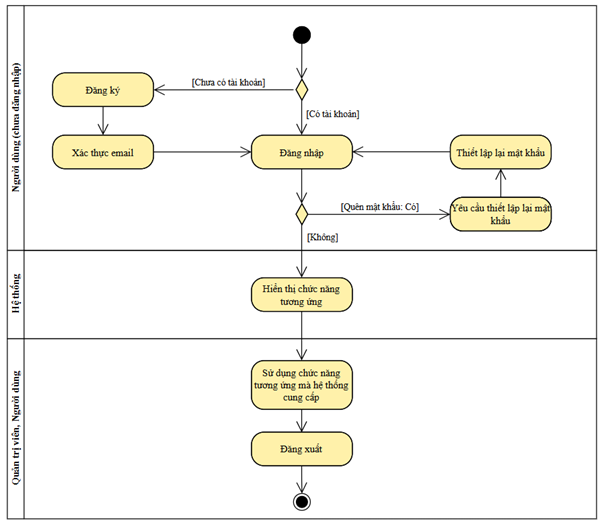 Người dùng (chưa đăng nhập)
[Chưa có tài khoản]
Đăng ký
[Có tài khoản]
Xác thực email
Đăng nhập
Thiết lập lại mật khẩu
[Quên mật khẩu: Có]
Yêu cầu thiết lập lại mật
khẩu
[Không]
Hệ thống
Hiển thị chức năng
tương ứng
Quản trị viên, Người dùng
Sử dụng chức năng
tương ứng mà hệ thống
cung cấp
Đăng xuất